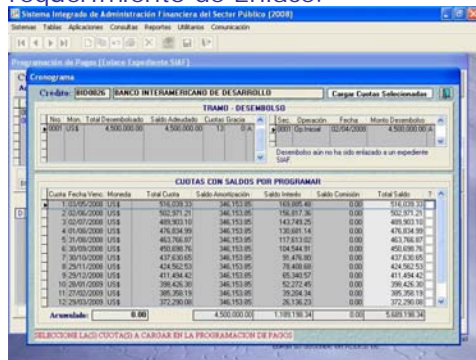 requerimiento de Enlace.
Sistema Integrado de Administración Financiera del Sector Público (2008)
Sistemas Tablas Aplicaciones Consultas Reportes Utilitarios Comunicación
Programación de Pagos [Enlace Expediente SIAF]
Cronograma
Crédito: BID0026 BANCO INTERAMERICANO DE DESARROLLO Cargar Cuotas Seleccionadas
TRAMO - DESEMBOLSO
Nro. Mon. Total Desembolsado Saldo Adeudado Cuotas Gracia
0001 US$ 4,500,000.00 4,500,000.00 13 0 A
Sec. Operación Fecha Monto Desembolso
0001 Op.Inicial 02/04/2008 4,500,000.00 A
Desembolso aún no ha sido enlazado a un expediente SIAF.
CUOTAS CON SALDOS POR PROGRAMAR
Cuota Fecha Venc. Moneda Total Cuota Saldo Amortización Saldo Interés Saldo Comisión Total Saldo ?
1 03/05/2008 US$ 516,039.33 346,153.85 169,885.48 0.00 516,039.33
2 02/06/2008 US$ 502,971.21 346,153.85 156,817.36 0.00 502,971.21
3 02/07/2008 US$ 489,903.10 346,153.85 143,749.25 0.00 489,903.10
4 01/08/2008 US$ 476,834.99 346,153.85 130,681.14 0.00 476,834.99
5 31/08/2008 US$ 463,766.87 346,153.85 117,613.02 0.00 463,766.87
6 30/09/2008 US$ 450,698.76 346,153.85 104,544.91 0.00 450,698.76
7 30/10/2008 US$ 437,630.65 346,153.85 91,476.80 0.00 437,630.65
8 29/11/2008 US$ 424,562.53 346,153.85 78,408.68 0.00 424,562.53
9 29/12/2008 US$ 411,494.42 346,153.85 65,340.57 0.00 411,494.42
10 28/01/2009 US$ 398,426.30 346,153.85 52,272.45 0.00 398,426.30
11 27/02/2009 US$ 385,358.19 346,153.85 39,204.34 0.00 385,358.19
12 29/03/2009 US$ 372,290.08 346,153.85 26,136.23 0.00 372,290.08
Acumulado: 0.00 4,500,000.00 1,189,198.34 0.00 5,689,198.34
SELECCIONE LA(S) CUOTA(S) A CARGAR EN LA PROGRAMACION DE PAGOS